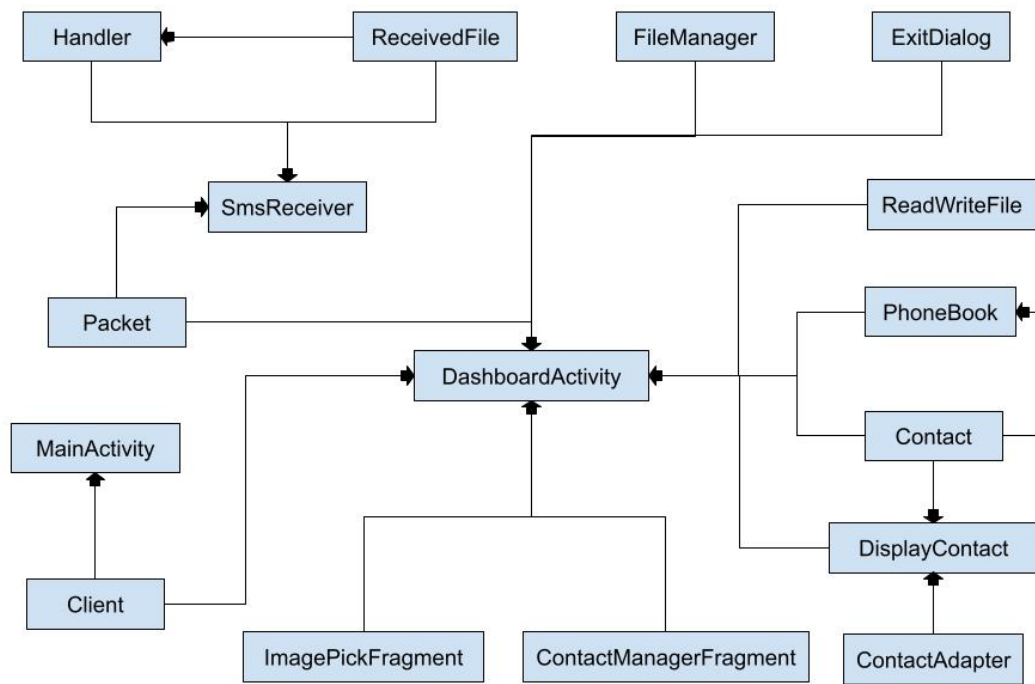 Handler
ReceivedFile
FileManager
ExitDialog
SmsReceiver
ReadWriteFile
Packet
PhoneBook
DashboardActivity
MainActivity
Contact
DisplayContact
Client
ImagePickFragment
ContactManagerFragment
ContactAdapter